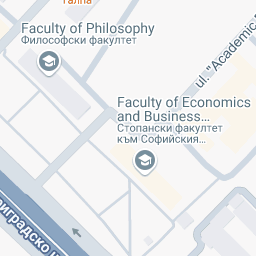 Faculty of Philosophy
Философски факултет
ul. "Academic
Faculty of Economics
and Business...
Стопански факултет
към Софийския...